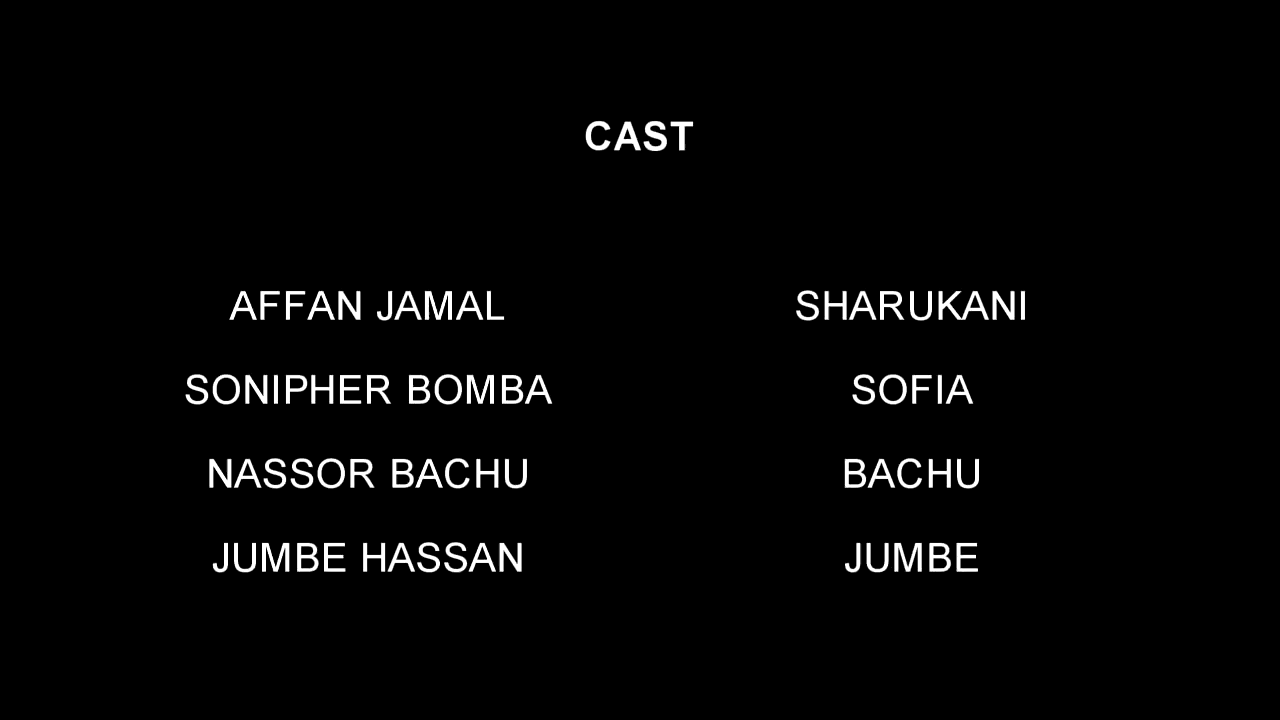 CAST
AFFAN JAMAL SHARUKANI
SONIPHER BOMBA SOFIA
NASSOR BACHU BACHU
JUMBE HASSAN JUMBE